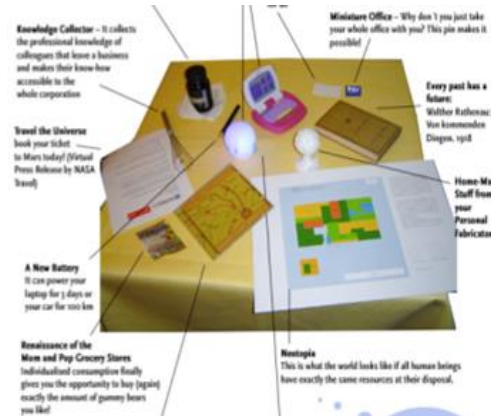 Knowledge Collector – It collects
the professional knowledge of
colleagues that leave a business
and makes their know-how
accessible to the
whole corporation
Miniature Office – Why don't you just take
your whole office with you? This pin makes it
possible!
Travel the Universe
book your ticket
to Mars today! (Virtual
Press Release by NASA
Travel)
Every past has a
future:
Walther Rathenau:
Von kommenden
Dingen, 1918
Home-Ma
Stuff from
your
Personal
Fabricator
A New Battery
It can power your
laptop for 3 days or
your car for 100 km
Renaissance of the
Mom and Pop Grocery Stores
Individualised consumption finally
gives you the opportunity to buy (again)
exactly the amount of gummy bears
you like!
Neotopia
This is what the world looks like if all human beings
have exactly the same resources at their disposal.